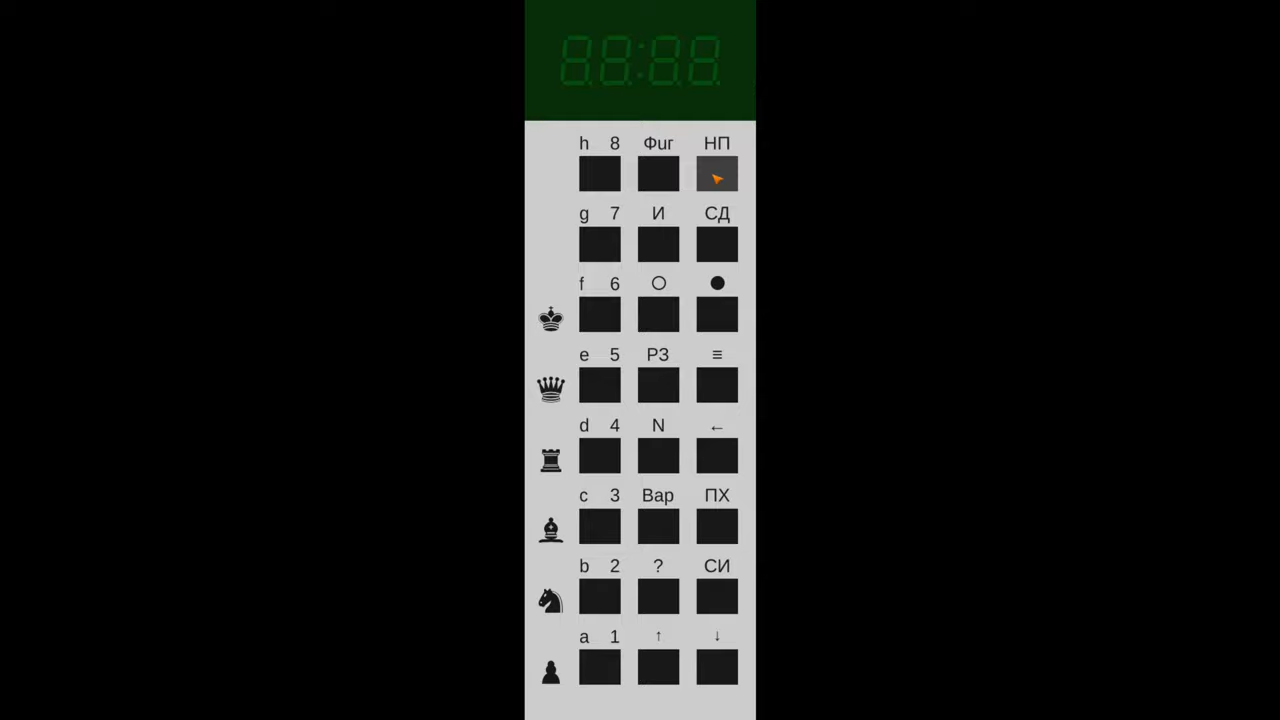 88:88
h 8 Фиг НП
g 7 И СД
f 6 ○ ●
e 5 РЗ ≡
d 4 N ←
c 3 Вар ПХ
b 2 ? СИ
a 1 ↑ ↓